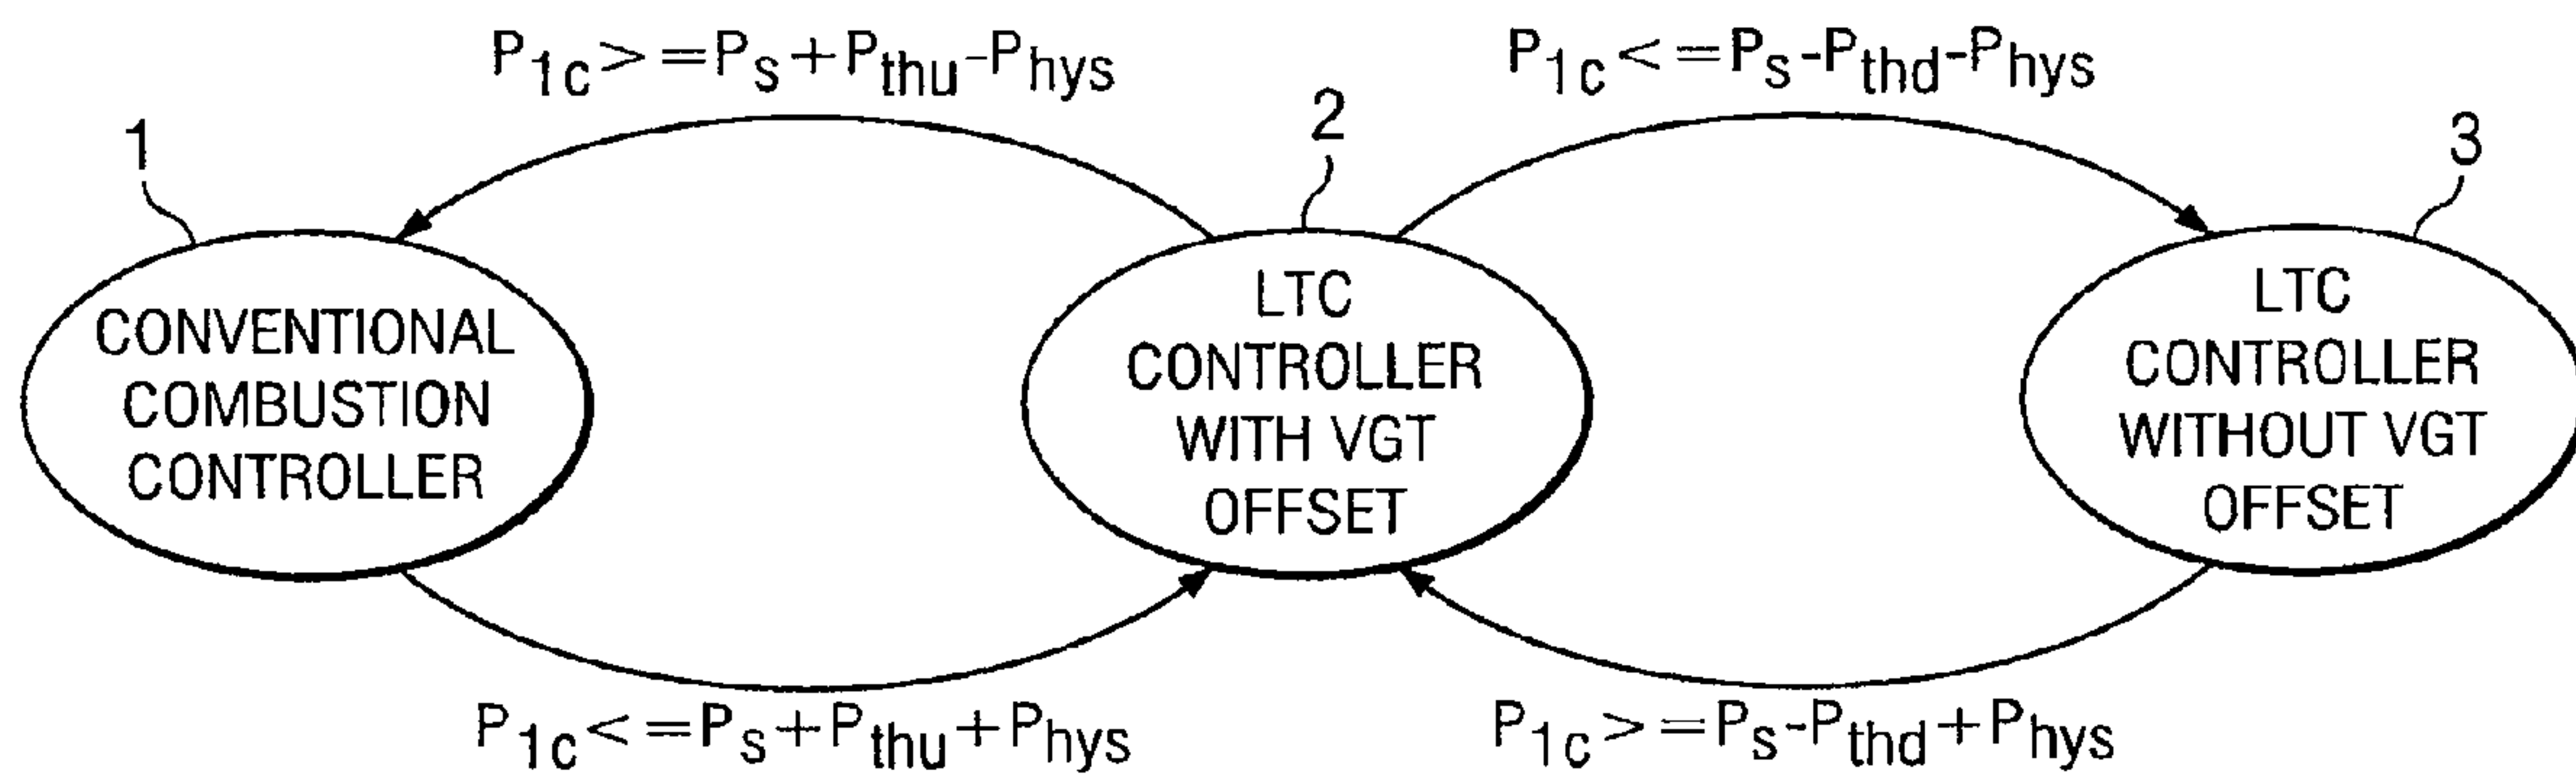 P1c>=Ps+Pthu-Phys
P1c<=Ps-Pthd-Phys
1
2
3
CONVENTIONAL
COMBUSTION
CONTROLLER
LTC
CONTROLLER
WITH VGT
OFFSET
LTC
CONTROLLER
WITHOUT VGT
OFFSET
P1c<=Ps+Pthu+Phys
P1c>=Ps-Pthd+Phys